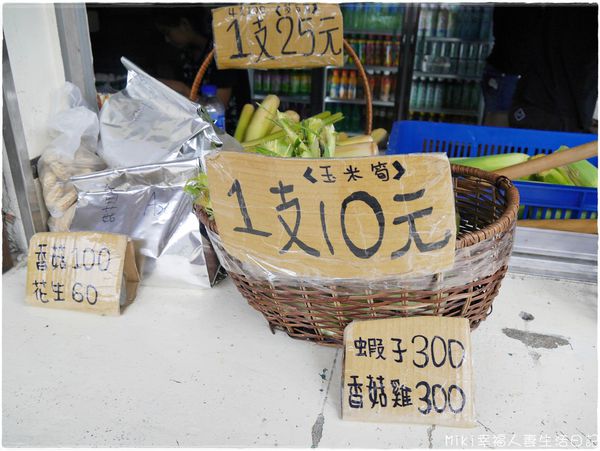 1支25元
〈玉米筍〉
1支10元
香菇100
花生60
蝦子300
香菇雞300
Miki幸福人妻生活日記